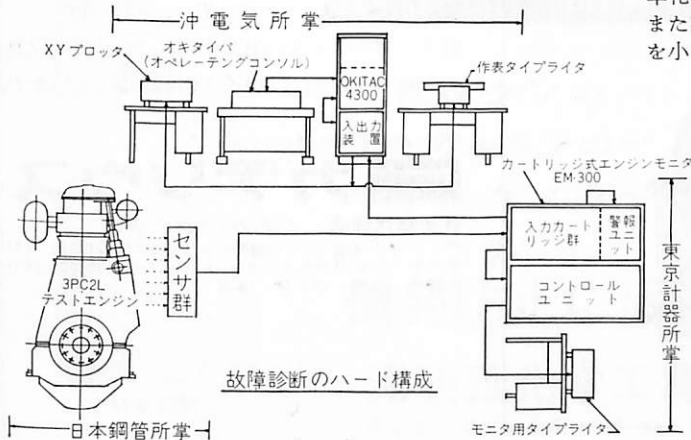 沖電気所掌
XYプロッタ
オキタイパ
(オペレーテングコンソル)
OKITAC
4300
入出力
装置
作表タイプライタ
また
を小
カートリッジ式エンジンモニタ
EM-300
入力カート
リッジ群
警報
ユニ
ット
コントロール
ユニット
東京計器所掌
センサ群
3PC2L
テストエンジン
故障診断のハード構成
モニタ用タイプライタ
日本鋼管所掌